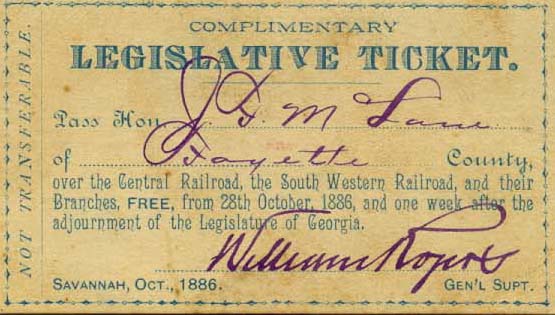 COMPLIMENTARY
LEGISLATIVE TICKET.
Pass Hon. J. G. McLane
of Fayette County,
over the Central Railroad, the South Western Railroad, and their
Branches, FREE, from 28th October, 1886, and one week after the
adjournment of the Legislature of Georgia.
William Rogers
SAVANNAH, OCT., 1886. GEN'L SUPT.
NOT TRANSFERABLE.